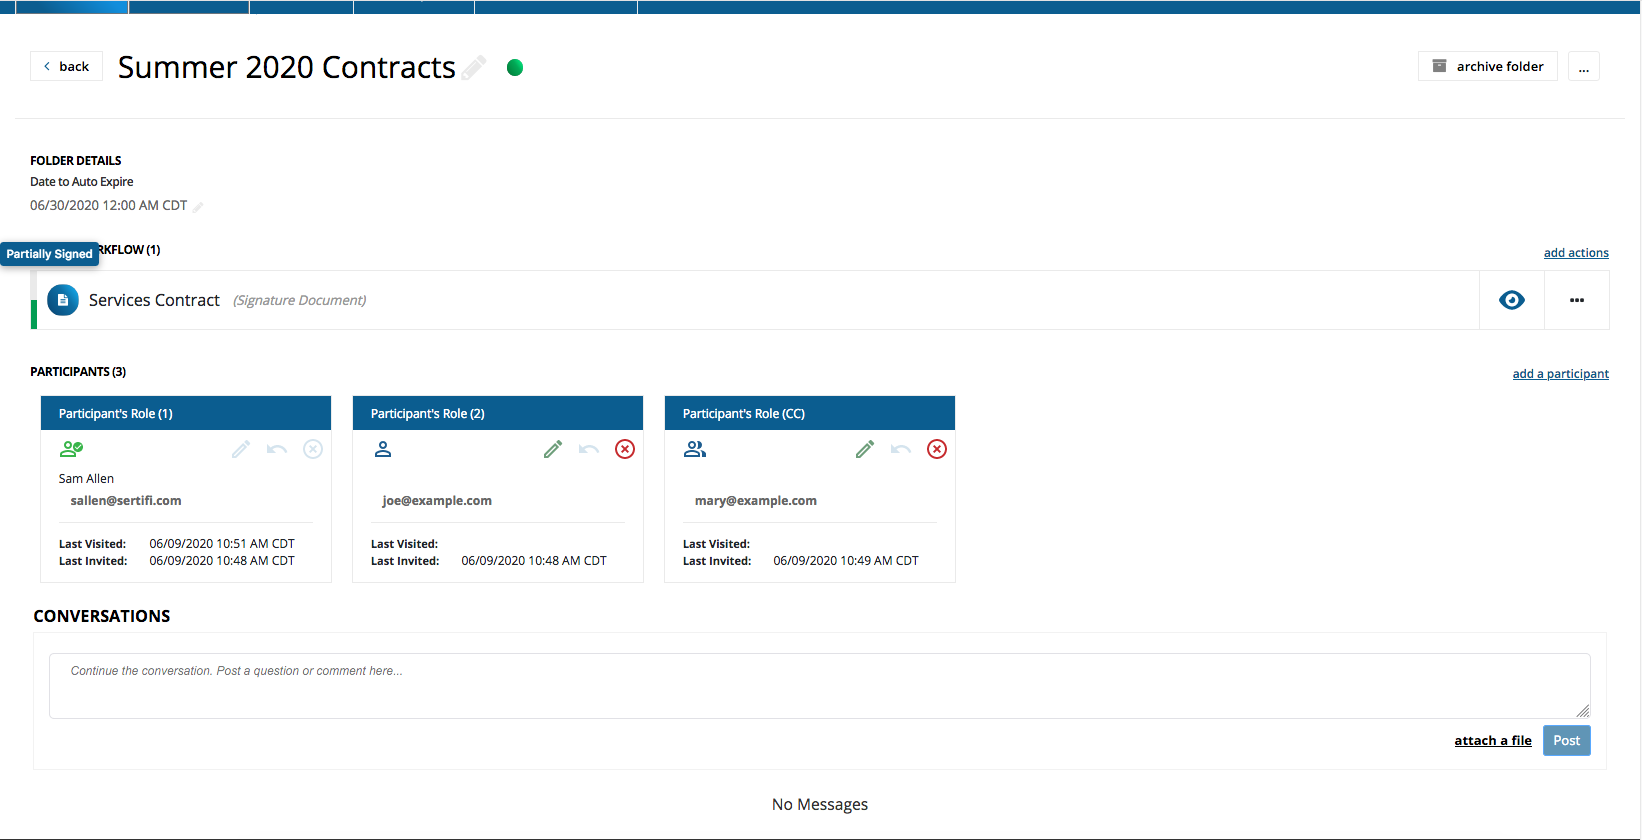 back
Summer 2020 Contracts
archive folder
...
FOLDER DETAILS
Date to Auto Expire
06/30/2020 12:00 AM CDT
Partially Signed
RKFLOW (1)
add actions
Services Contract (Signature Document)
PARTICIPANTS (3)
add a participant
Participant's Role (1)
Sam Allen
sallen@sertifi.com
Last Visited: 06/09/2020 10:51 AM CDT
Last Invited: 06/09/2020 10:48 AM CDT
Participant's Role (2)
joe@example.com
Last Visited:
Last Invited: 06/09/2020 10:48 AM CDT
Participant's Role (CC)
mary@example.com
Last Visited:
Last Invited: 06/09/2020 10:49 AM CDT
CONVERSATIONS
Continue the conversation. Post a question or comment here...
attach a file
Post
No Messages